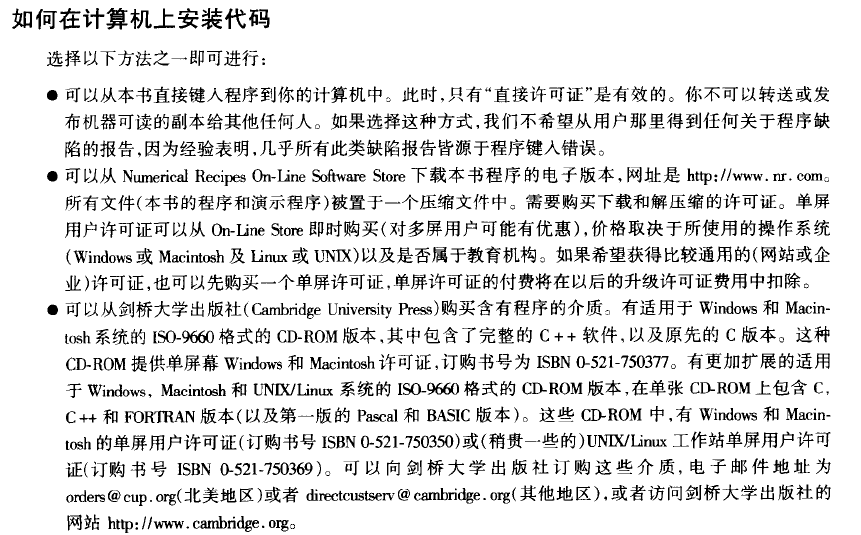 如何在计算机上安装代码
选择以下方法之一即可进行:
● 可以从本书直接键入程序到你的计算机中。此时,只有“直接许可证”是有效的。你不可以转送或发
布机器可读的副本给其他任何人。如果选择这种方式,我们不希望从用户那里得到任何关于程序缺
陷的报告,因为经验表明,几乎所有此类缺陷报告皆源于程序键入错误。
● 可以从 Numerical Recipes On-Line Software Store 下载本书程序的电子版本,网址是 http://www.nr.com。
所有文件(本书的程序和演示程序)被置于一个压缩文件中。需要购买下载和解压缩的许可证。单屏
用户许可证可以从 On-Line Store 即时购买(对多屏用户可能有优惠),价格取决于所使用的操作系统
(Windows 或 Macintosh 及 Linux 或 UNIX)以及是否属于教育机构。如果希望获得比较通用的(网站或企
业)许可证,也可以先购买一个单屏许可证,单屏许可证的付费将在以后的升级许可证费用中扣除。
● 可以从剑桥大学出版社(Cambridge University Press)购买含有程序的介质。有适用于 Windows 和 Macin-
tosh 系统的 ISO-9660 格式的 CD-ROM 版本,其中包含了完整的 C++ 软件,以及原先的 C 版本。这种
CD-ROM 提供单屏幕 Windows 和 Macintosh 许可证,订购书号为 ISBN 0-521-750377。有更加扩展的适用
于 Windows, Macintosh 和 UNIX/Linux 系统的 ISO-9660 格式的 CD-ROM 版本,在单张 CD-ROM 上包含 C,
C++ 和 FORTRAN 版本(以及第一版的 Pascal 和 BASIC 版本)。这些 CD-ROM 中,有 Windows 和 Macin-
tosh 的单屏用户许可证(订购书号 ISBN 0-521-750350)或(稍贵一些的)UNIX/Linux 工作站单屏用户许可
证(订购书号 ISBN 0-521-750369)。可以向剑桥大学出版社订购这些介质,电子邮件地址为
orders@cup.org(北美地区)或者 directcustserv@cambridge.org(其他地区),或者访问剑桥大学出版社的
网站 http://www.cambridge.org。